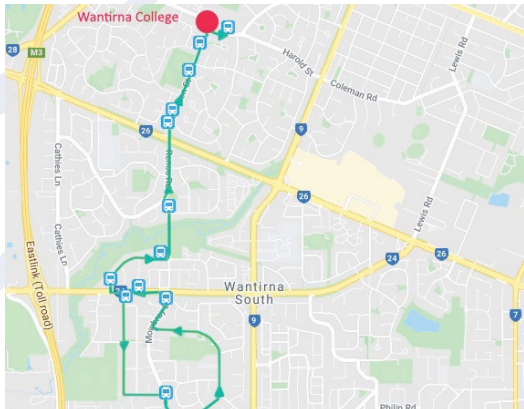 Wantirna College
28
M3
Harold St
Coleman Rd
Lewis Rd
9
26
Cathies Ln
26
Lewis Rd
Cathies Ln
26
24
Eastlink (Toll road)
Wantirna
South
9
7
Philip Rd